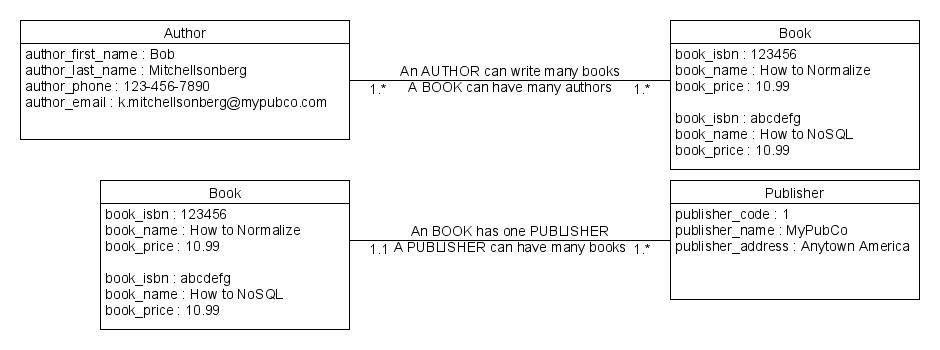 Author
author_first_name : Bob
author_last_name : Mitchellsonberg
author_phone : 123-456-7890
author_email : k.mitchellsonberg@mypubco.com
An AUTHOR can write many books
1.* A BOOK can have many authors 1.*
Book
book_isbn : 123456
book_name : How to Normalize
book_price : 10.99
book_isbn : abcdefg
book_name : How to NoSQL
book_price : 10.99
Book
book_isbn : 123456
book_name : How to Normalize
book_price : 10.99
book_isbn : abcdefg
book_name : How to NoSQL
book_price : 10.99
An BOOK has one PUBLISHER
1.1 A PUBLISHER can have many books 1.*
Publisher
publisher_code : 1
publisher_name : MyPubCo
publisher_address : Anytown America